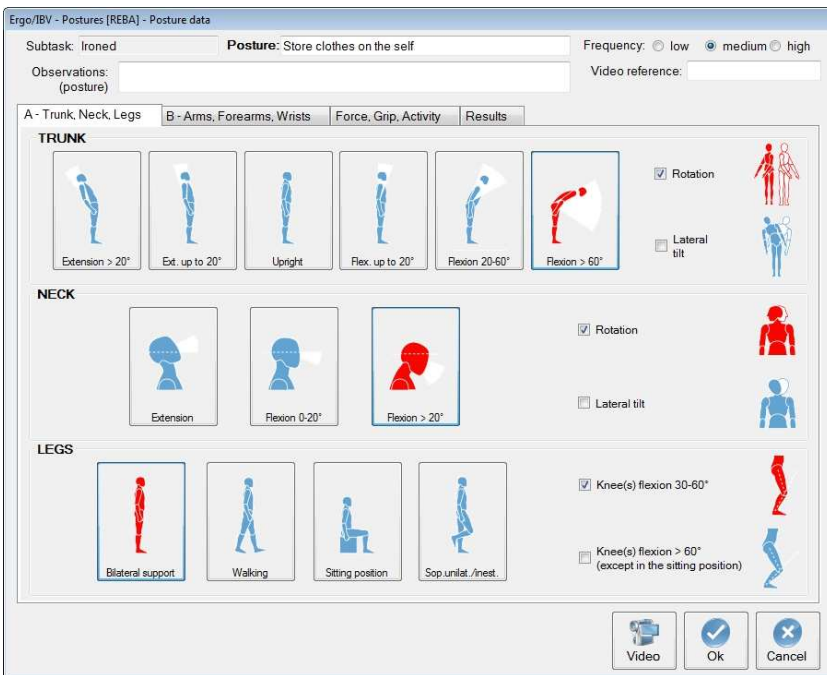 Ergo/IBV - Postures [REBA] - Posture data
Subtask: Ironed Posture: Store clothes on the self Frequency: low medium high
Observations: (posture) Video reference:
A - Trunk, Neck, Legs B - Arms, Forearms, Wrists Force, Grip, Activity Results
TRUNK
Rotation
Lateral
tilt
Extension > 20° Ext. up to 20° Upright Flex. up to 20° Flexion 20-60° Flexion > 60°
NECK
Rotation
Lateral tilt
Extension Flexion 0-20° Flexion > 20°
LEGS
Knee(s) flexion 30-60°
Knee(s) flexion > 60°
(except in the sitting position)
Bilateral support Walking Sitting position Sop.unilat./inest.
Video Ok Cancel